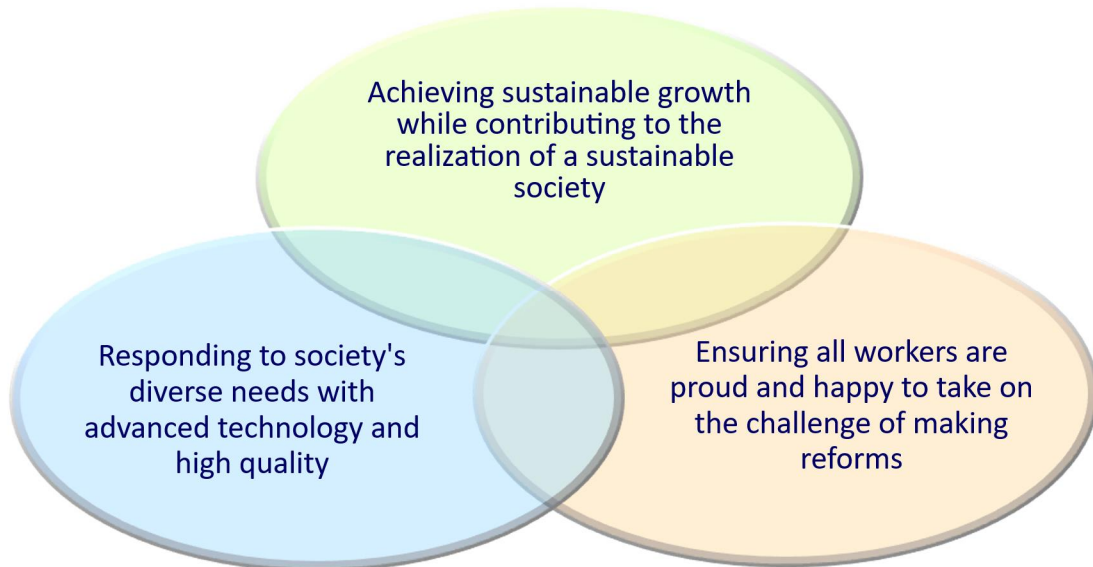 Achieving sustainable growth
while contributing to the
realization of a sustainable
society
Responding to society's
diverse needs with
advanced technology and
high quality
Ensuring all workers are
proud and happy to take on
the challenge of making
reforms